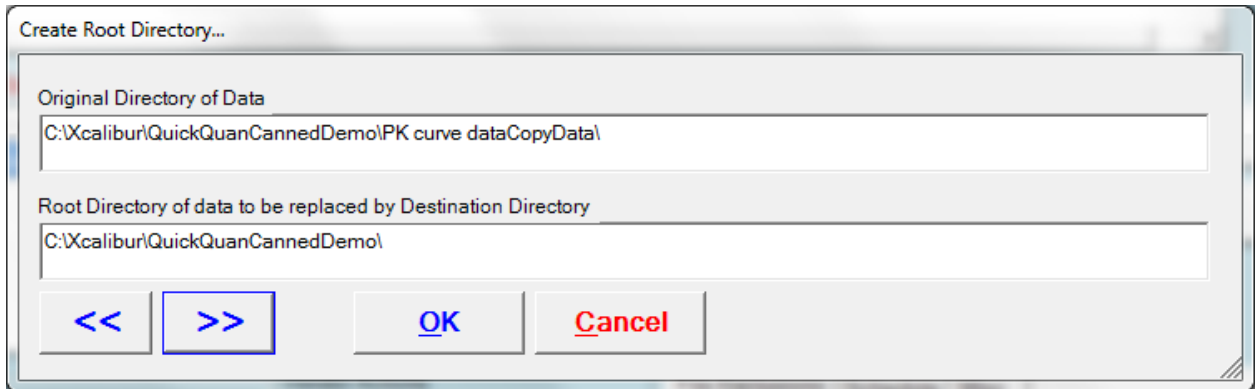 Create Root Directory...
Original Directory of Data
C:\Xcalibur\QuickQuanCannedDemo\PK curve dataCopyData\
Root Directory of data to be replaced by Destination Directory
C:\Xcalibur\QuickQuanCannedDemo\
<< >> OK Cancel